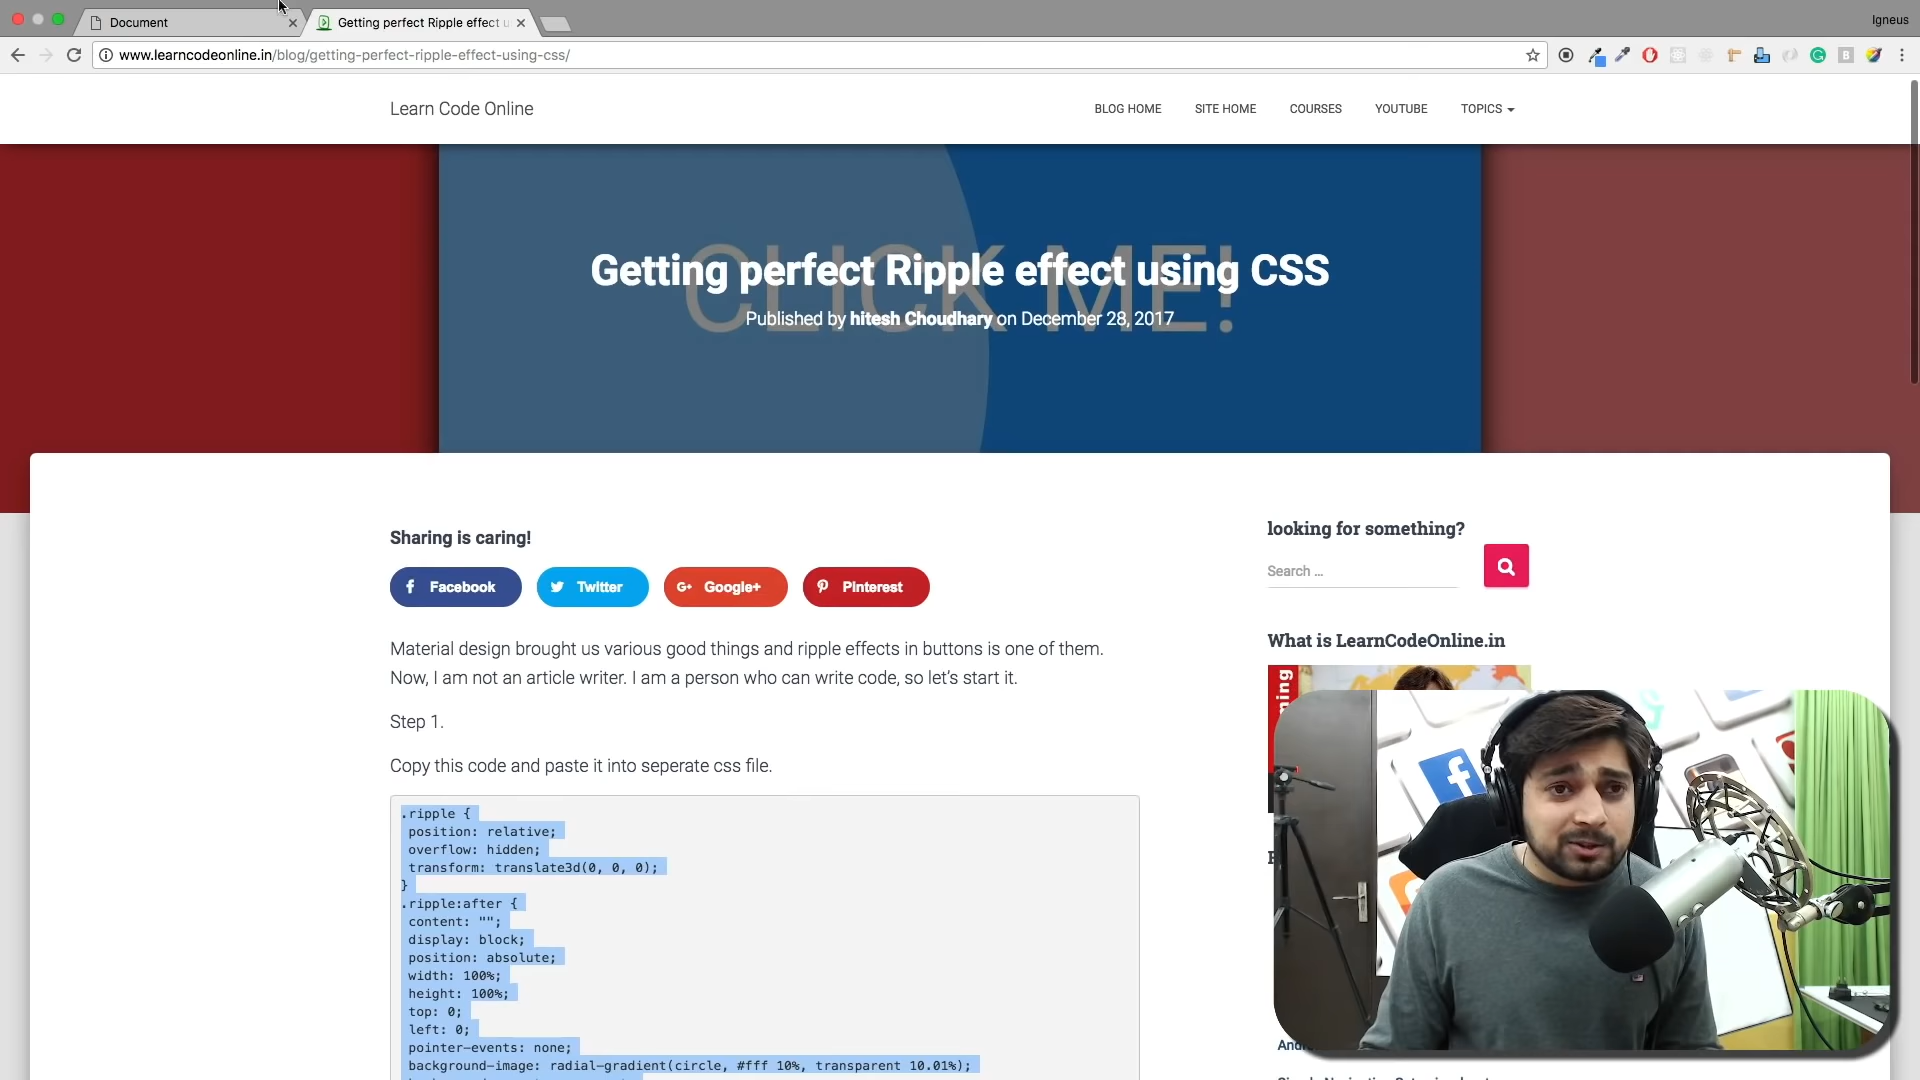 Document
Getting perfect Ripple effect u
Igneus
www.learncodeonline.in/blog/getting-perfect-ripple-effect-using-css/
Learn Code Online
BLOG HOME
SITE HOME
COURSES
YOUTUBE
TOPICS
CLICK ME!
Getting perfect Ripple effect using CSS
Published by hitesh Choudhary on December 28, 2017
Sharing is caring!
Facebook
Twitter
Google+
Pinterest
Material design brought us various good things and ripple effects in buttons is one of them.
Now, I am not an article writer. I am a person who can write code, so let's start it.
Step 1.
Copy this code and paste it into seperate css file.
.ripple {
position: relative;
overflow: hidden;
transform: translate3d(0, 0, 0);
}
.ripple:after {
content: "";
display: block;
position: absolute;
width: 100%;
height: 100%;
top: 0;
left: 0;
pointer-events: none;
background-image: radial-gradient(circle, #fff 10%, transparent 10.01%);
looking for something?
Search ...
What is LearnCodeOnline.in